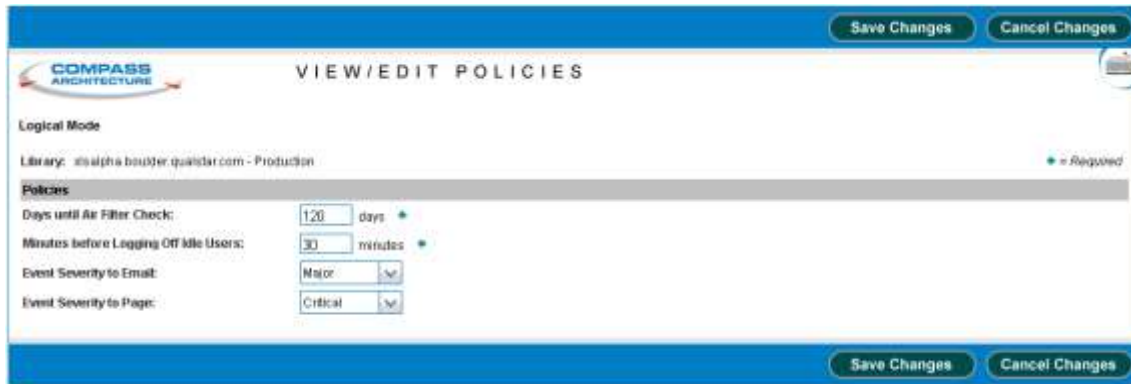 Save Changes Cancel Changes
COMPASS
ARCHITECTURE
VIEW/EDIT POLICIES
Logical Mode
Library: xlsalpha.boulder.qualstar.com - Production
= Required
Policies
Days until Air Filter Check: 120 days
Minutes before Logging Off Idle Users: 30 minutes
Event Severity to Email: Major
Event Severity to Page: Critical
Save Changes Cancel Changes